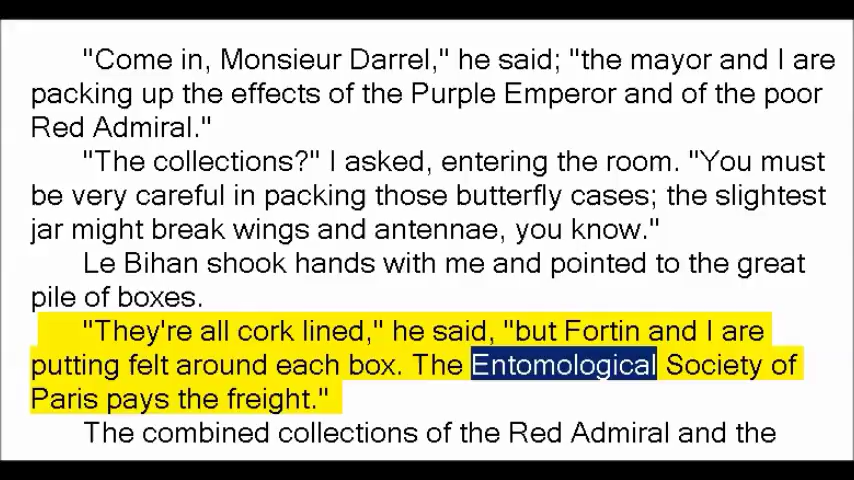 "Come in, Monsieur Darrel," he said; "the mayor and I are
packing up the effects of the Purple Emperor and of the poor
Red Admiral."
"The collections?" I asked, entering the room. "You must
be very careful in packing those butterfly cases; the slightest
jar might break wings and antennae, you know."
Le Bihan shook hands with me and pointed to the great
pile of boxes.
"They're all cork lined," he said, "but Fortin and I are
putting felt around each box. The Entomological Society of
Paris pays the freight."
The combined collections of the Red Admiral and the